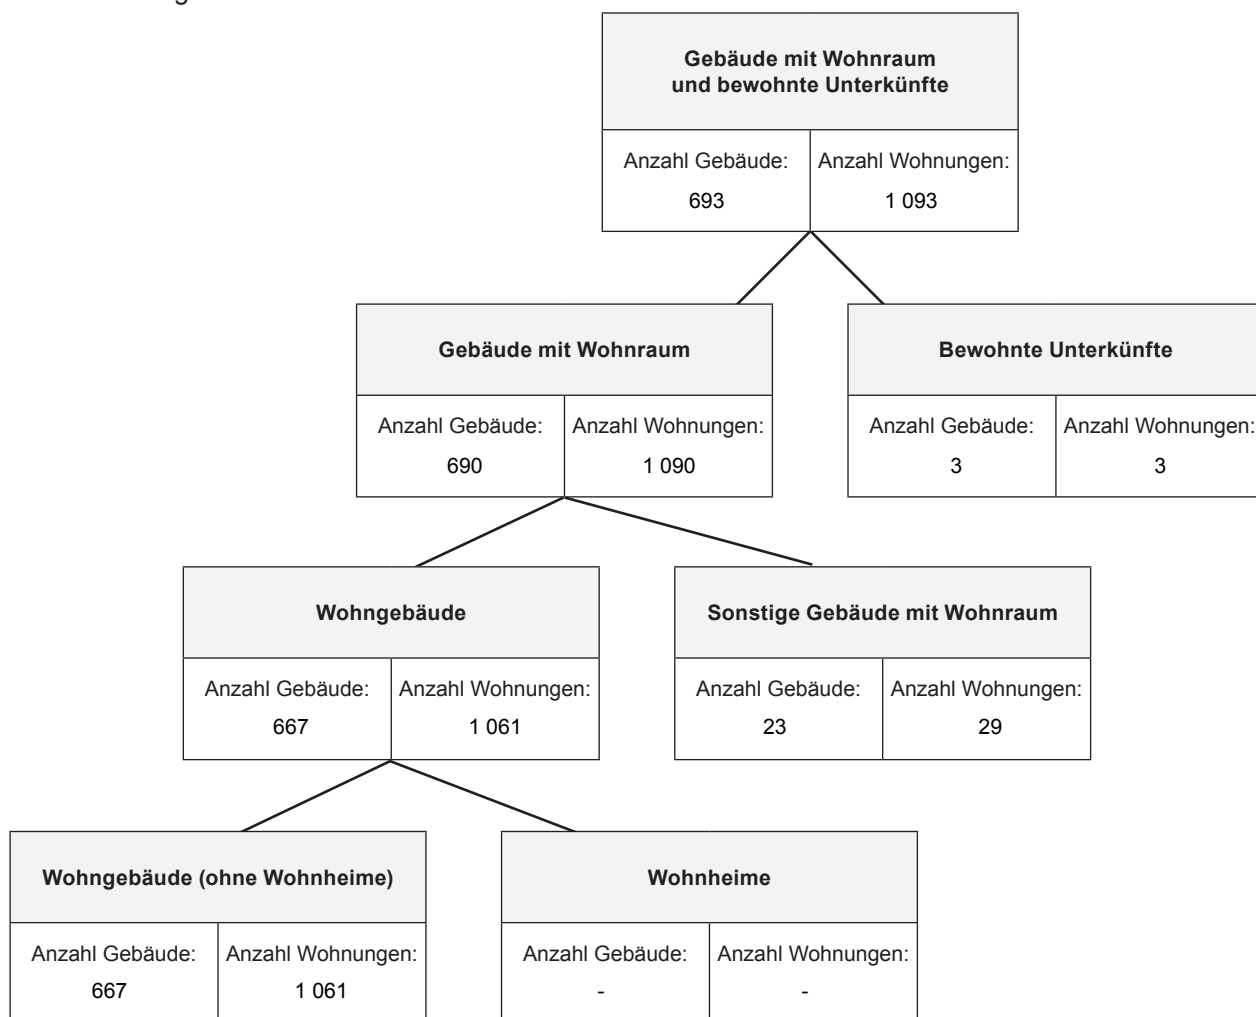 Gebäude mit Wohnraum
und bewohnte Unterkünfte
Anzahl Gebäude: Anzahl Wohnungen:
693 1 093
Gebäude mit Wohnraum
Anzahl Gebäude: Anzahl Wohnungen:
690 1 090
Bewohnte Unterkünfte
Anzahl Gebäude: Anzahl Wohnungen:
3 3
Wohngebäude
Anzahl Gebäude: Anzahl Wohnungen:
667 1 061
Sonstige Gebäude mit Wohnraum
Anzahl Gebäude: Anzahl Wohnungen:
23 29
Wohngebäude (ohne Wohnheime)
Anzahl Gebäude: Anzahl Wohnungen:
667 1 061
Wohnheime
Anzahl Gebäude: Anzahl Wohnungen:
- -